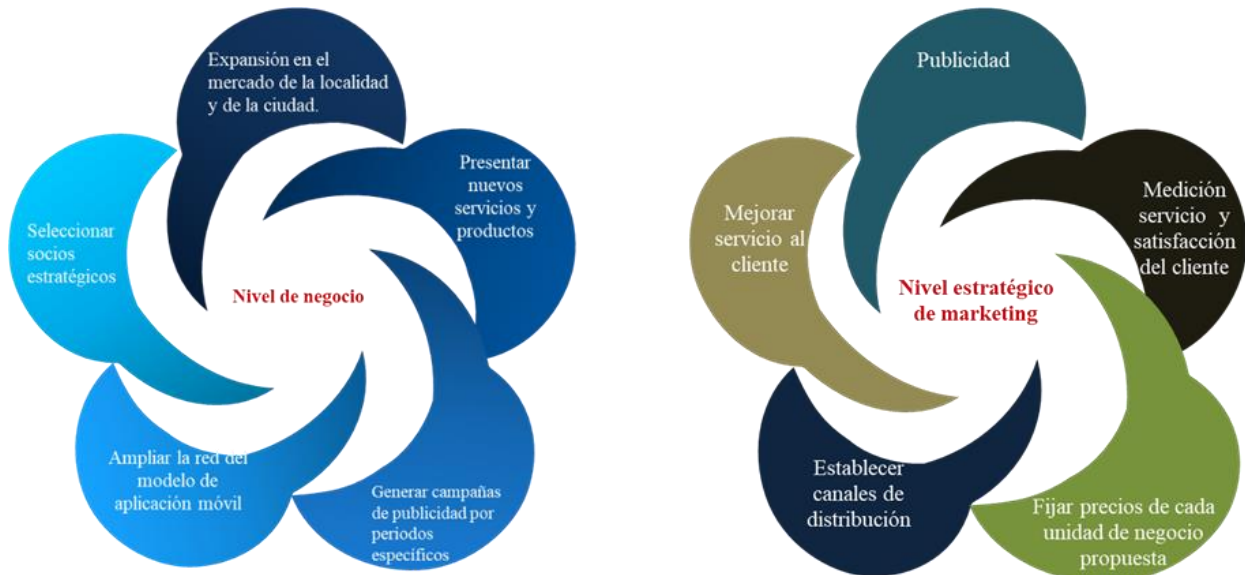 Expansión en el
mercado de la localidad
y de la ciudad.
Presentar
nuevos
servicios y
productos
Generar campañas
de publicidad por
periodos
específicos
Ampliar la red del
modelo de
aplicación móvil
Seleccionar
socios
estratégicos
Nivel de negocio
Publicidad
Medición
servicio y
satisfacción
del cliente
Fijar precios de cada
unidad de negocio
propuesta
Establecer
canales de
distribución
Mejorar
servicio al
cliente
Nivel estratégico
de marketing